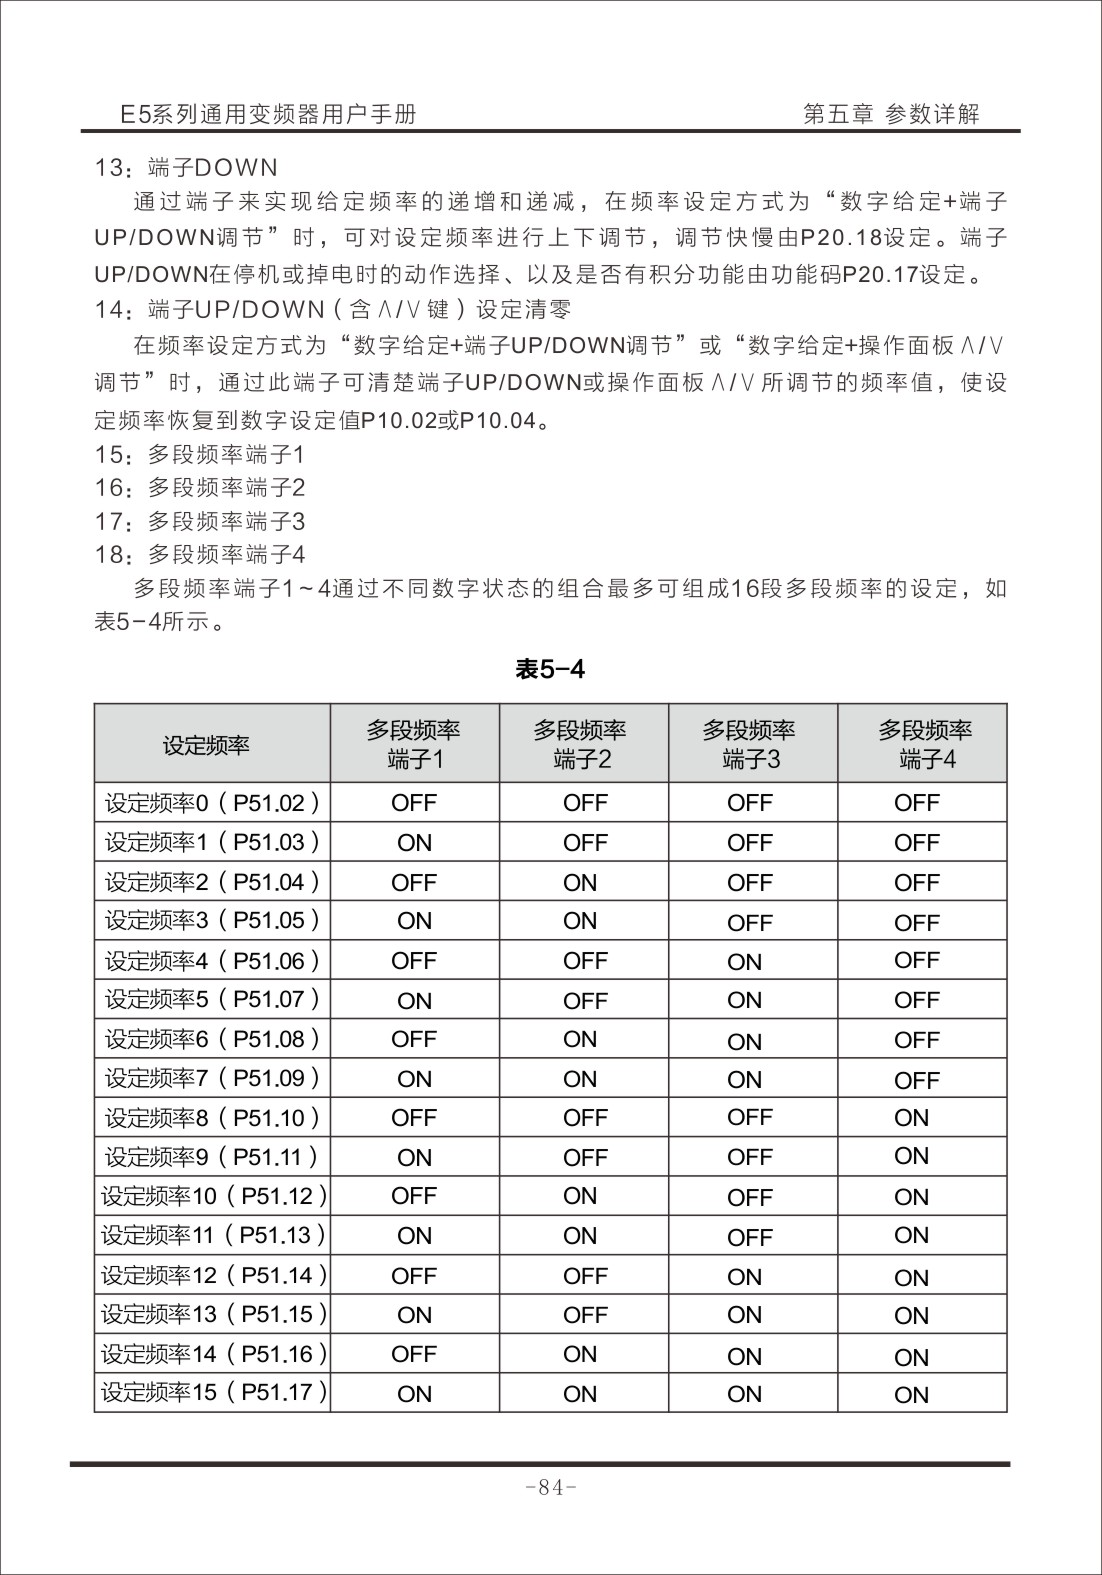 E5系列通用变频器用户手册 第五章 参数详解
13：端子DOWN
通过端子来实现给定频率的递增和递减，在频率设定方式为“数字给定+端子
UP/DOWN调节”时，可对设定频率进行上下调节，调节快慢由P20.18设定。端子
UP/DOWN在停机或掉电时的动作选择、以及是否有积分功能由功能码P20.17设定。
14：端子UP/DOWN（含∧/∨键）设定清零
在频率设定方式为“数字给定+端子UP/DOWN调节”或“数字给定+操作面板∧/∨
调节”时，通过此端子可清楚端子UP/DOWN或操作面板∧/∨所调节的频率值，使设
定频率恢复到数字设定值P10.02或P10.04。
15：多段频率端子1
16：多段频率端子2
17：多段频率端子3
18：多段频率端子4
多段频率端子1~4通过不同数字状态的组合最多可组成16段多段频率的设定，如
表5-4所示。
表5-4
设定频率 多段频率端子1 多段频率端子2 多段频率端子3 多段频率端子4
设定频率0（P51.02） OFF OFF OFF OFF
设定频率1（P51.03） ON OFF OFF OFF
设定频率2（P51.04） OFF ON OFF OFF
设定频率3（P51.05） ON ON OFF OFF
设定频率4（P51.06） OFF OFF ON OFF
设定频率5（P51.07） ON OFF ON OFF
设定频率6（P51.08） OFF ON ON OFF
设定频率7（P51.09） ON ON ON OFF
设定频率8（P51.10） OFF OFF OFF ON
设定频率9（P51.11） ON OFF OFF ON
设定频率10（P51.12） OFF ON OFF ON
设定频率11（P51.13） ON ON OFF ON
设定频率12（P51.14） OFF OFF ON ON
设定频率13（P51.15） ON OFF ON ON
设定频率14（P51.16） OFF ON ON ON
设定频率15（P51.17） ON ON ON ON
-84-